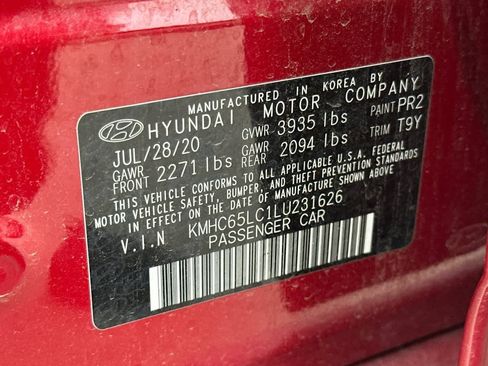 MANUFACTURED IN KOREA BY
HYUNDAI MOTOR COMPANY
JUL/28/20 GVWR 3935 lbs PAINT PR2
GAWR FRONT 2271 lbs GAWR REAR 2094 lbs TRIM T9Y
THIS VEHICLE CONFORMS TO ALL APPLICABLE U.S.A. FEDERAL
MOTOR VEHICLE SAFETY, BUMPER, AND THEFT PREVENTION STANDARDS
IN EFFECT ON THE DATE OF MANUFACTURE SHOWN ABOVE.
V.I.N KMHC65LC1LU231626
PASSENGER CAR